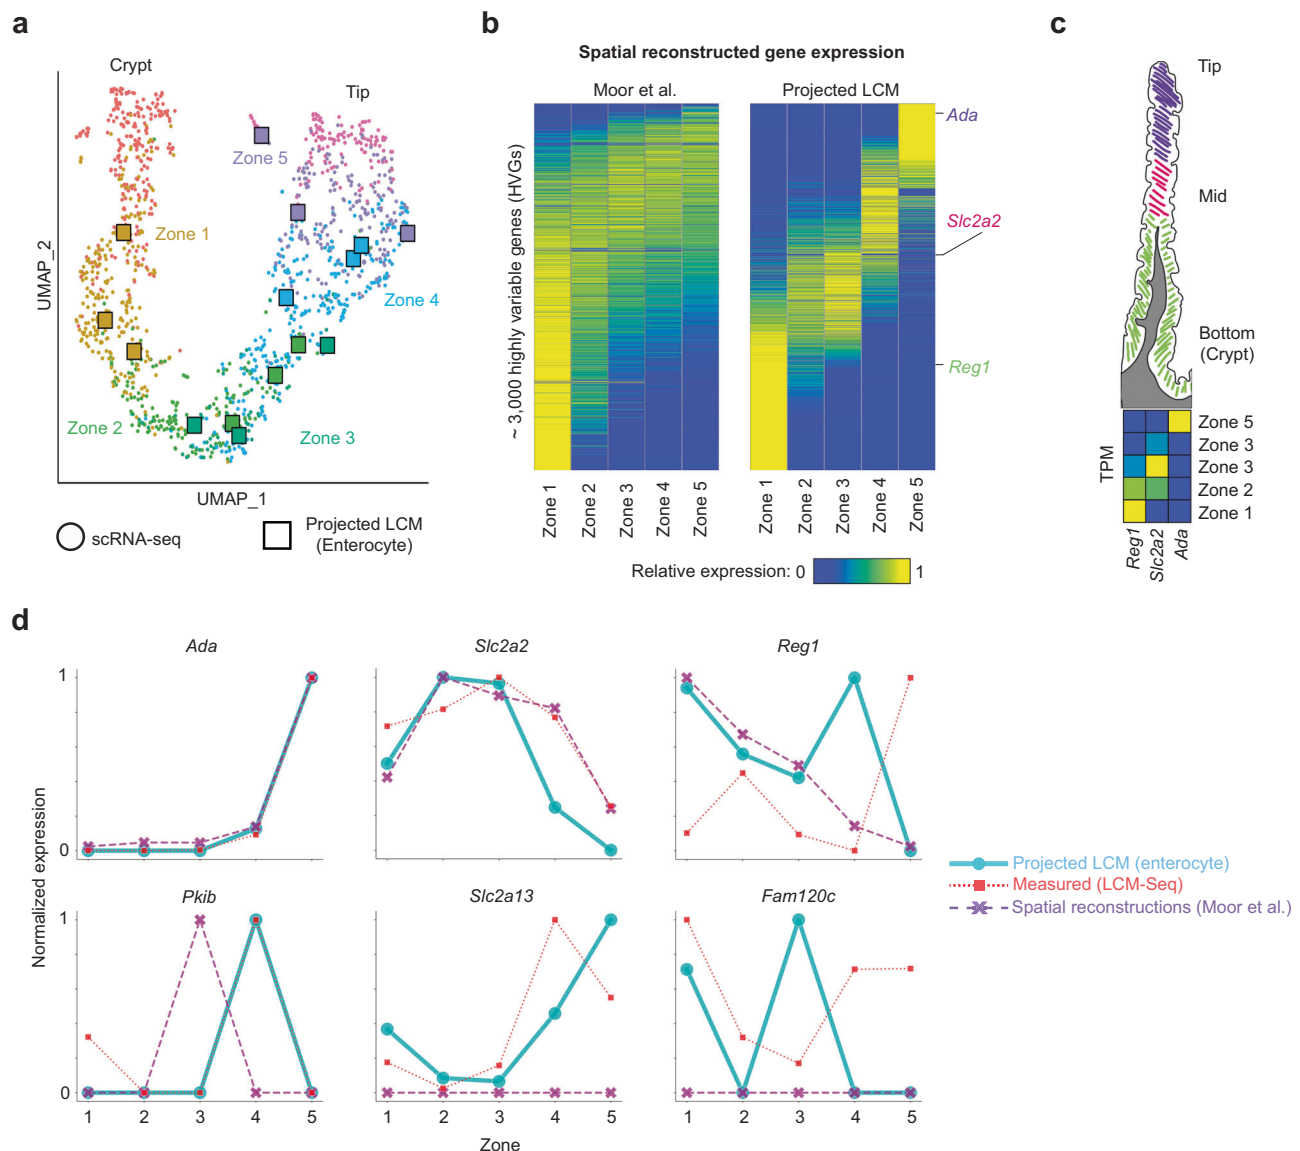 a
Crypt
Tip
Zone 5
Zone 1
Zone 4
Zone 2
Zone 3
UMAP_2
UMAP_1
scRNA-seq
Projected LCM
(Enterocyte)
b
Spatial reconstructed gene expression
Moor et al.
Projected LCM
~ 3,000 highly variable genes (HVGs)
Ada
Slc2a2
Reg1
Zone 1
Zone 2
Zone 3
Zone 4
Zone 5
Zone 1
Zone 2
Zone 3
Zone 4
Zone 5
Relative expression: 0
1
c
Tip
Mid
Bottom
(Crypt)
TPM
Zone 5
Zone 3
Zone 3
Zone 2
Zone 1
Reg1
Slc2a2
Ada
d
Ada
Slc2a2
Reg1
1
0
Normalized expression
Pkib
Slc2a13
Fam120c
1
0
1 2 3 4 5
1 2 3 4 5
1 2 3 4 5
Zone
Projected LCM (enterocyte)
Measured (LCM-Seq)
Spatial reconstructions (Moor et al.)